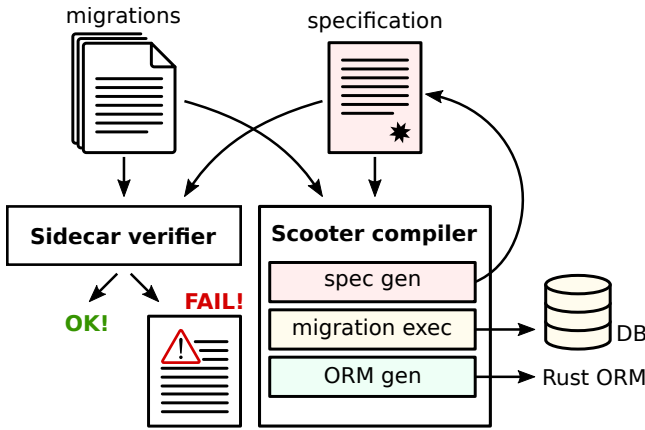 migrations
specification
Sidecar verifier
Scooter compiler
spec gen
migration exec
ORM gen
OK!
FAIL!
!
DB
Rust ORM